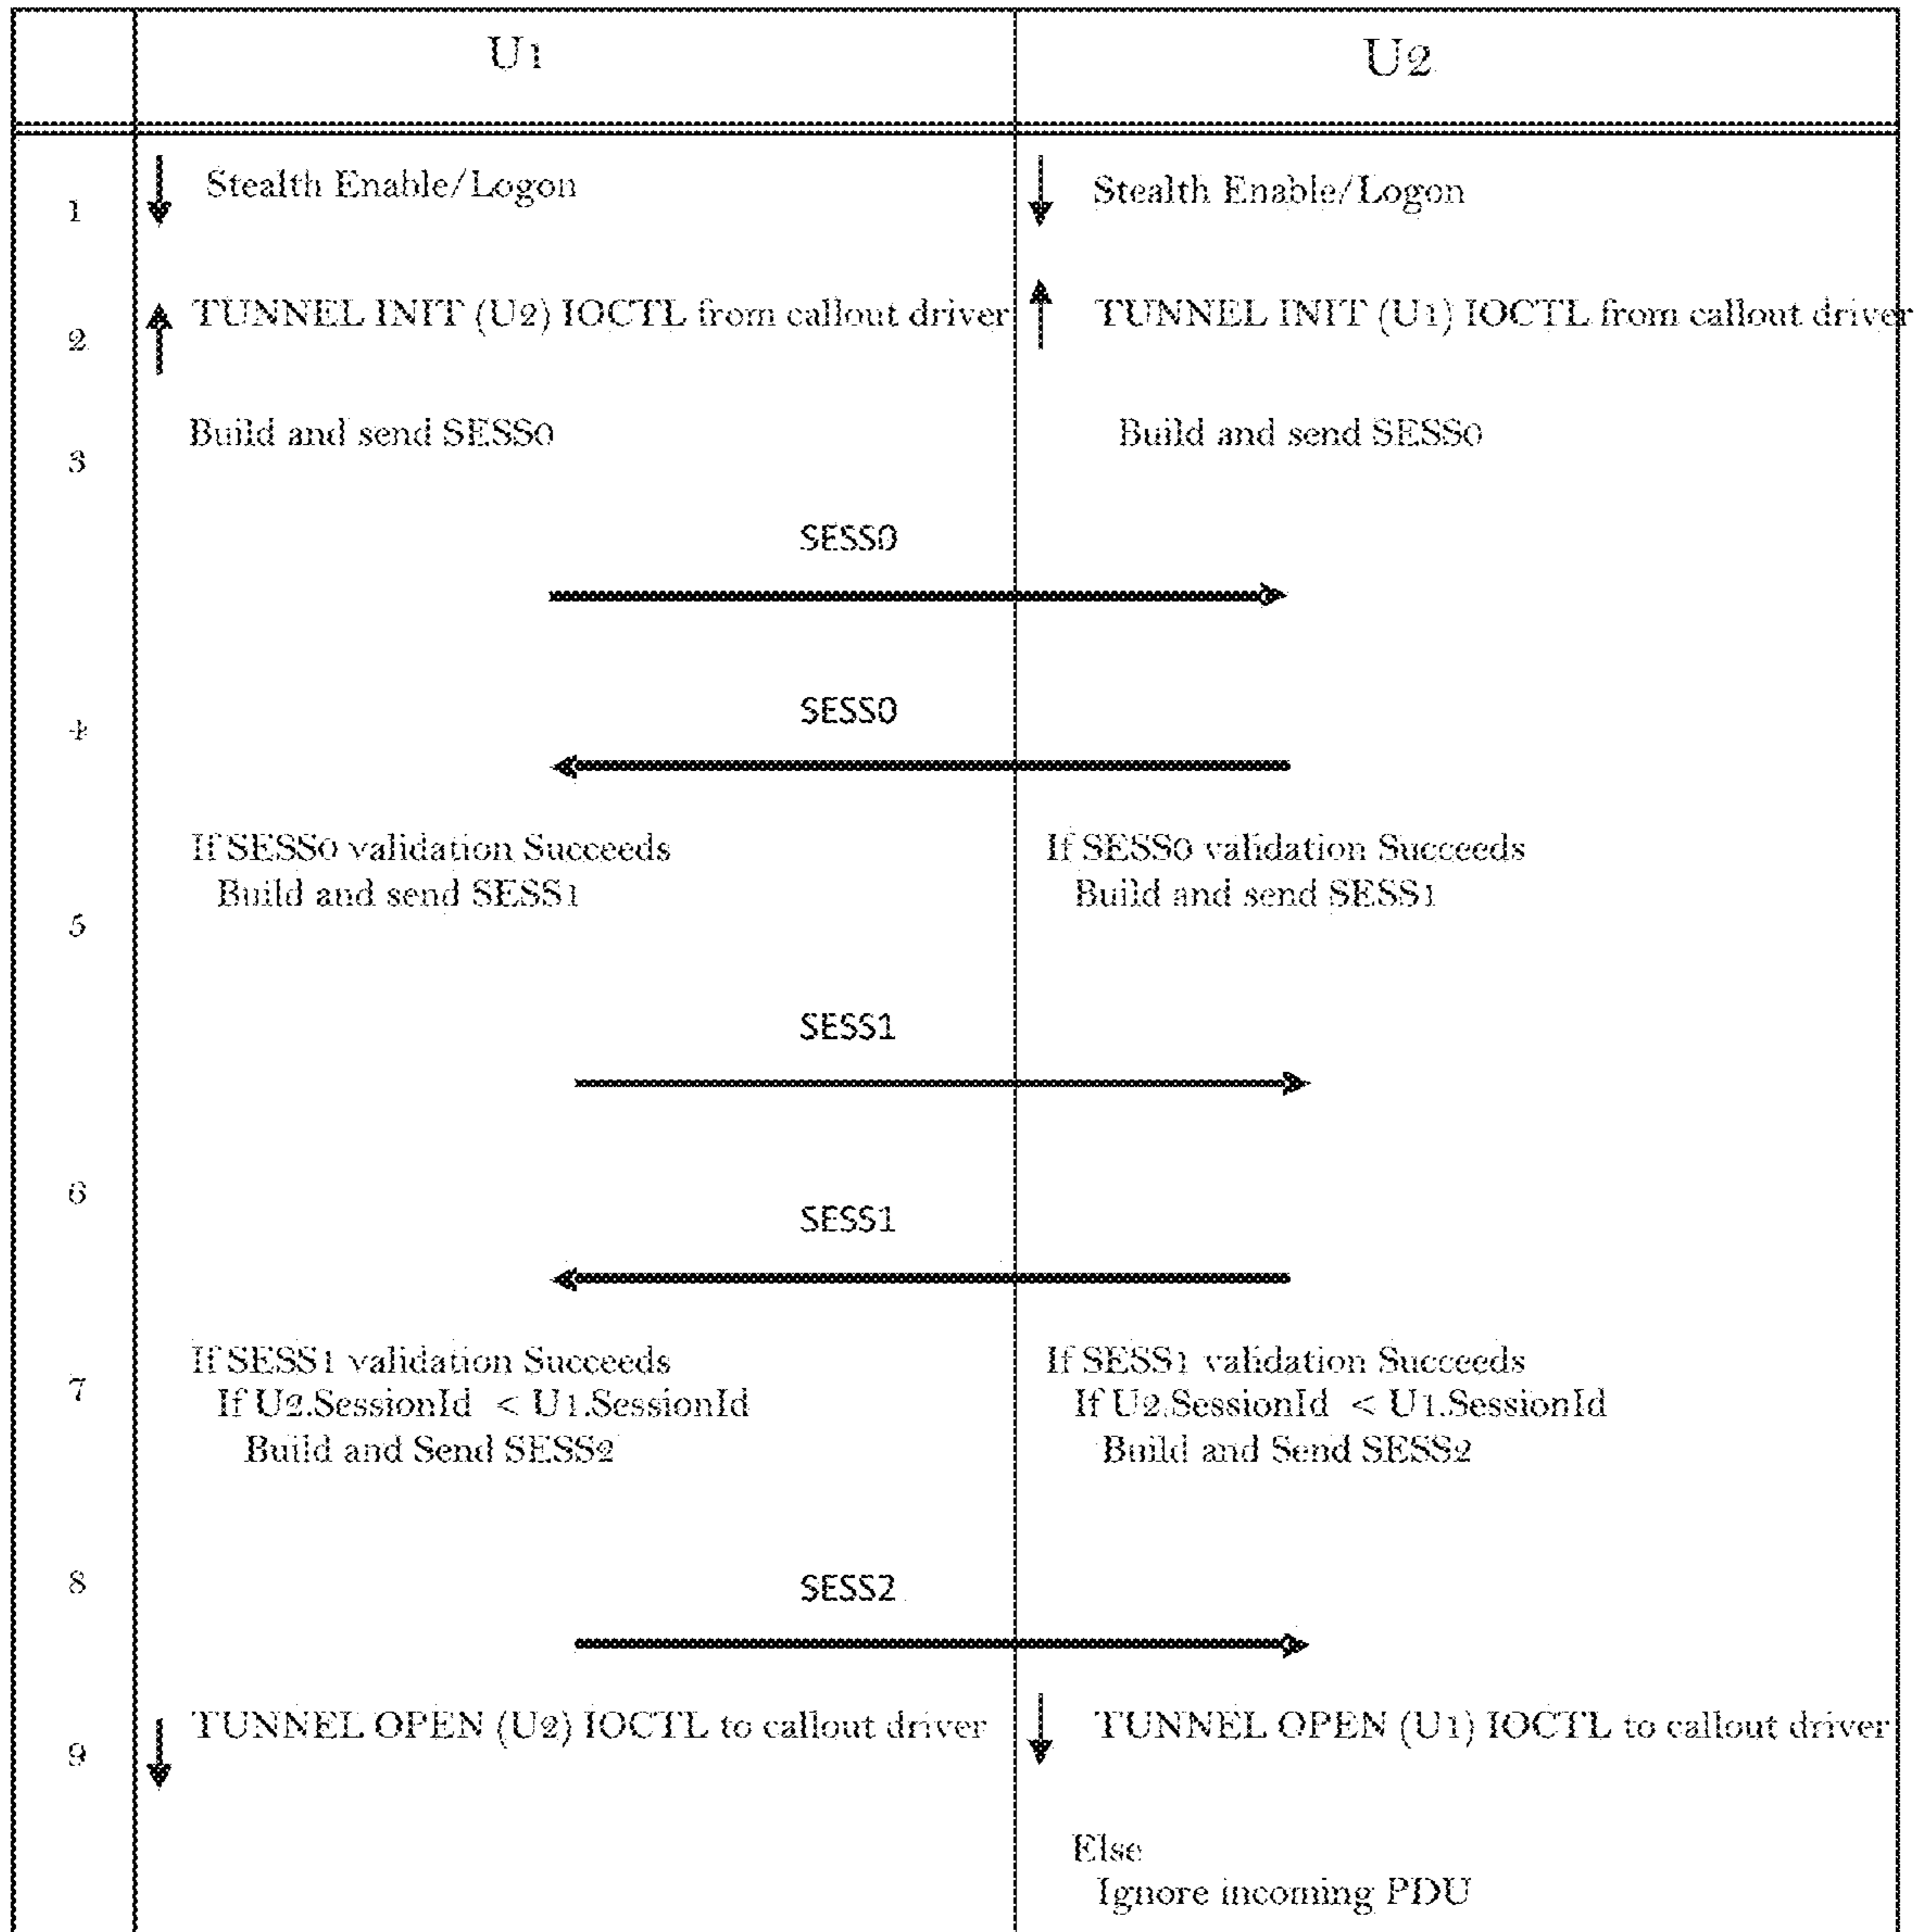 U1
U2
1
Stealth Enable/Logon
Stealth Enable/Logon
2
TUNNEL INIT (U2) IOCTL from callout driver
TUNNEL INIT (U1) IOCTL from callout driver
3
Build and send SESS0
Build and send SESS0
SESS0
4
SESS0
If SESS0 validation Succeeds
Build and send SESS1
If SESS0 validation Succeeds
Build and send SESS1
5
SESS1
6
SESS1
7
If SESS1 validation Succeeds
If U2.SessionId < U1.SessionId
Build and Send SESS2
If SESS1 validation Succeeds
If U2.SessionId < U1.SessionId
Build and Send SESS2
8
SESS2
9
TUNNEL OPEN (U2) IOCTL to callout driver
TUNNEL OPEN (U1) IOCTL to callout driver
Else
Ignore incoming PDU